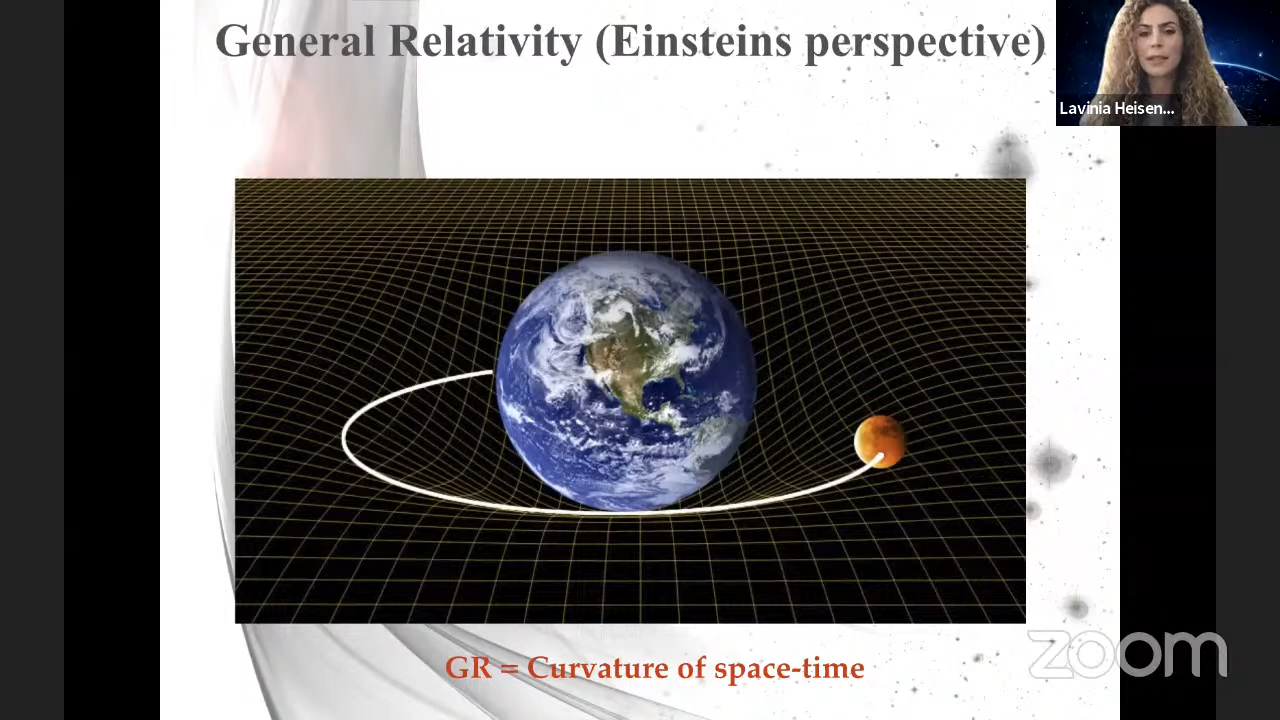 General Relativity (Einsteins perspective)
Lavinia Heisen...
GR = Curvature of space-time
zoom